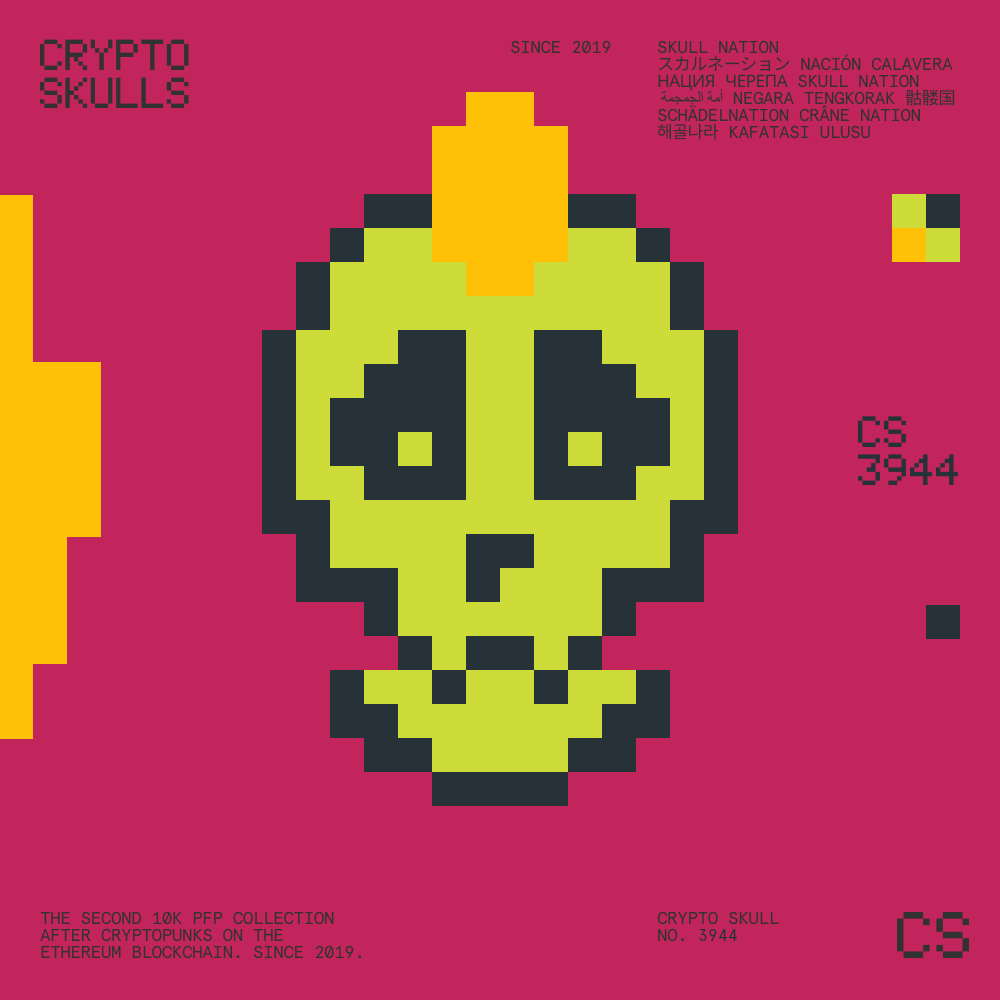 CRYPTO
SKULLS
SINCE 2019
SKULL NATION
スカルネーション NACIÓN CALAVERA
НАЦИЯ ЧЕРЕПА SKULL NATION
أمة الجمجمة NEGARA TENGKORAK 骷髅国
SCHÄDELNATION CRÂNE NATION
해골나라 KAFATASI ULUSU
CS
3944
THE SECOND 10K PFP COLLECTION
AFTER CRYPTOPUNKS ON THE
ETHEREUM BLOCKCHAIN. SINCE 2019.
CRYPTO SKULL
NO. 3944
CS